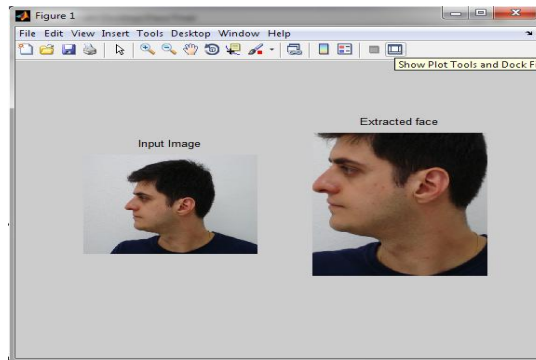 Figure 1
File Edit View Insert Tools Desktop Window Help
Show Plot Tools and Dock F
Extracted face
Input Image